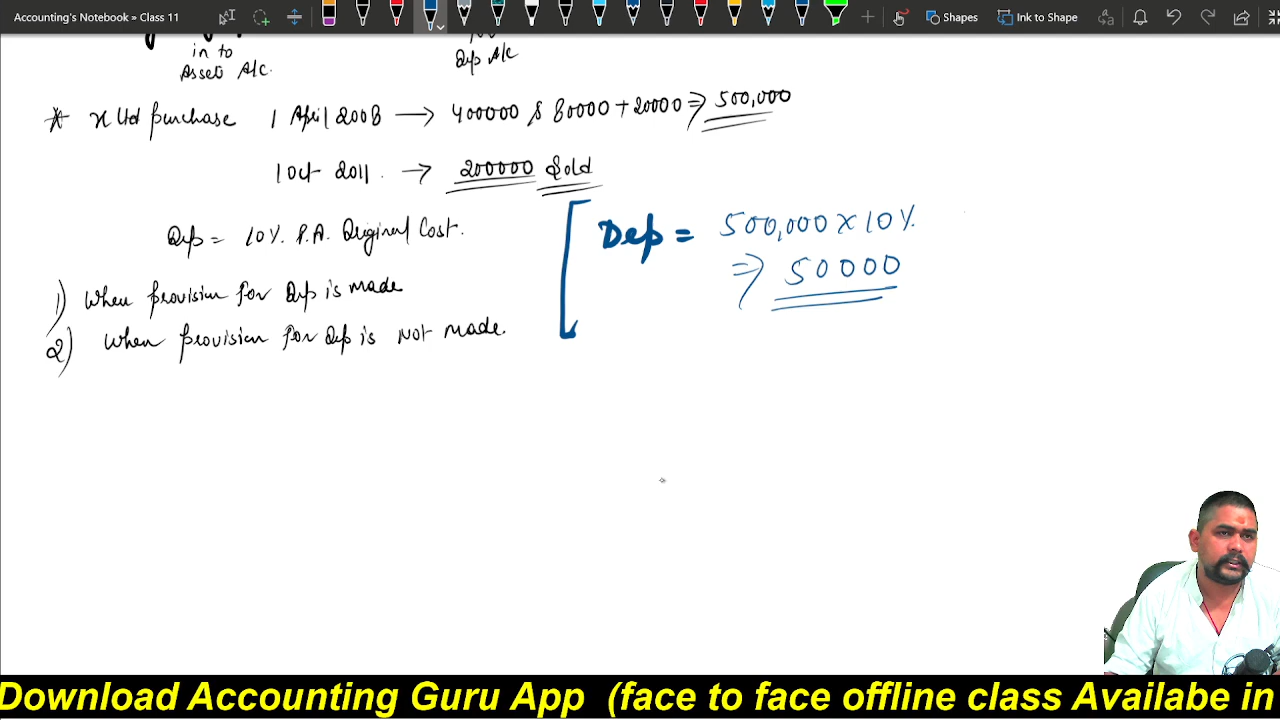 Accounting's Notebook » Class 11
Shapes
Ink to Shape
in to
Assets A/c.
Dep A/c
* x Ltd purchase 1 April 2008 → 400000 & 80000 + 20000 ⇒ 500,000
1 Oct 2011. → 200000 Sold
Dep = 10%. P.A. Original Cost.
[ Dep = 500,000 x 10%
⇒ 50000
1) When provision for Dep is made
2) When provision for Dep is Not made.
Download Accounting Guru App (face to face offline class Availabe in